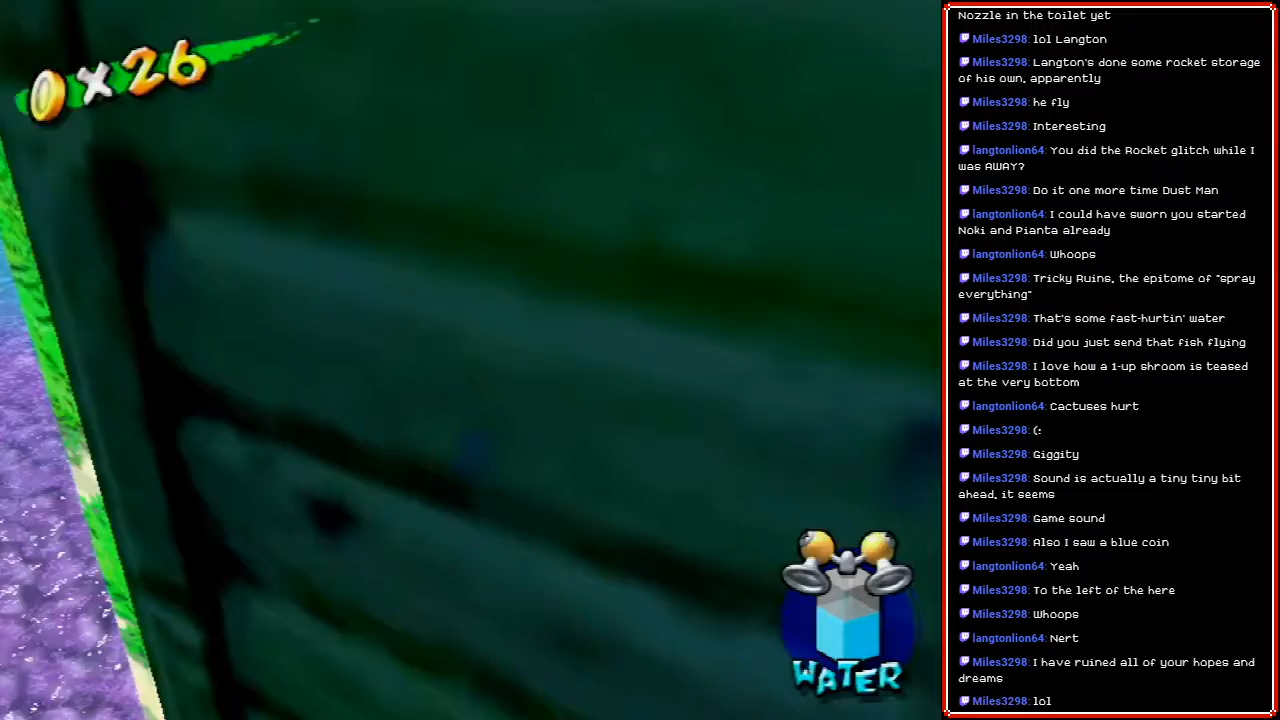 0 x 26
WATER
Nozzle in the toilet yet
Miles3298: lol Langton
Miles3298: Langton's done some rocket storage
of his own, apparently
Miles3298: he fly
Miles3298: Interesting
langtonlion64: You did the Rocket glitch while I
was AWAY?
Miles3298: Do it one more time Dust Man
langtonlion64: I could have sworn you started
Noki and Pianta already
langtonlion64: Whoops
Miles3298: Tricky Ruins, the epitome of "spray
everything"
Miles3298: That's some fast-hurtin' water
Miles3298: Did you just send that fish flying
Miles3298: I love how a 1-up shroom is teased
at the very bottom
langtonlion64: Cactuses hurt
Miles3298: (:
Miles3298: Giggity
Miles3298: Sound is actually a tiny tiny bit
ahead, it seems
Miles3298: Game sound
Miles3298: Also I saw a blue coin
langtonlion64: Yeah
Miles3298: To the left of the here
Miles3298: Whoops
langtonlion64: Nert
Miles3298: I have ruined all of your hopes and
dreams
Miles3298: lol